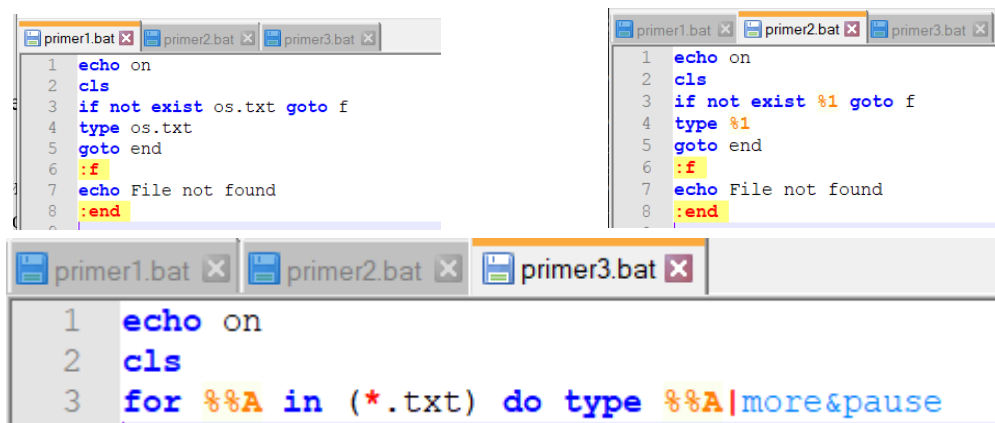 primer1.bat primer2.bat primer3.bat
1 echo on
2 cls
3 if not exist os.txt goto f
4 type os.txt
5 goto end
6 :f
7 echo File not found
8 :end
primer1.bat primer2.bat primer3.bat
1 echo on
2 cls
3 if not exist %1 goto f
4 type %1
5 goto end
6 :f
7 echo File not found
8 :end
primer1.bat primer2.bat primer3.bat
1 echo on
2 cls
3 for %%A in (*.txt) do type %%A|more&pause